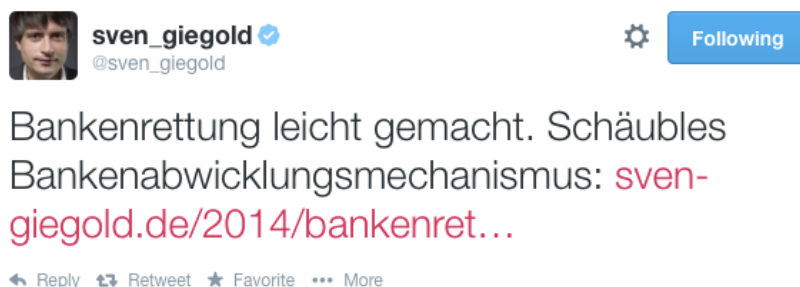 sven_giegold
@sven_giegold
Following
Bankenrettung leicht gemacht. Schäubles
Bankenabwicklungsmechanismus: sven-
giegold.de/2014/bankenret…
Reply Retweet Favorite More